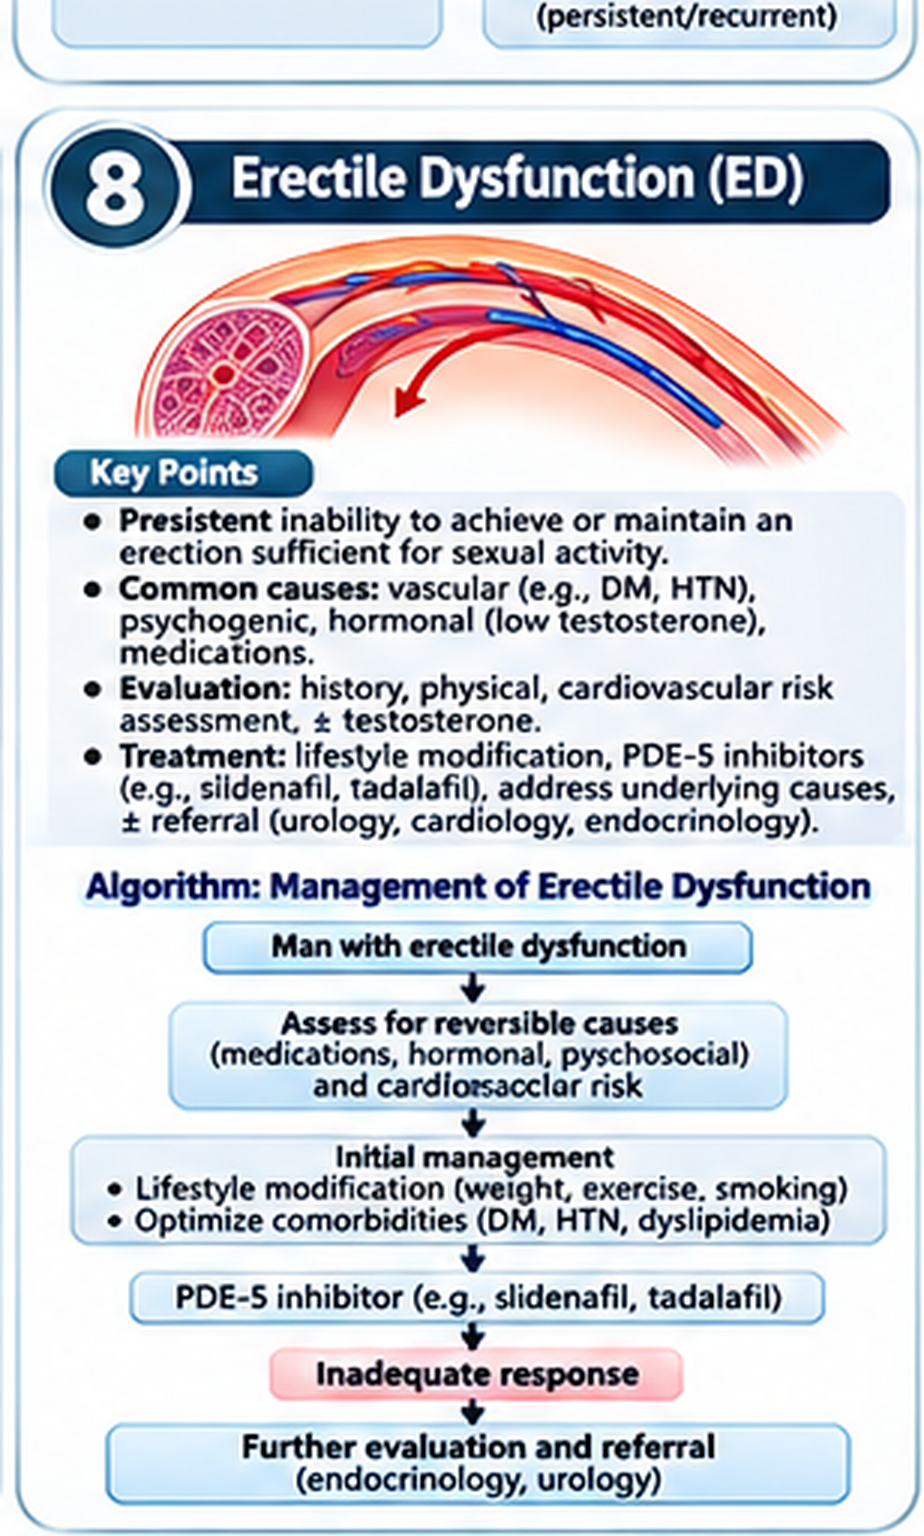 (persistent/recurrent)
8
Erectile Dysfunction (ED)
Key Points
• Presistent inability to achieve or maintain an
erection sufficient for sexual activity.
• Common causes: vascular (e.g., DM, HTN),
psychogenic, hormonal (low testosterone),
medications.
• Evaluation: history, physical, cardiovascular risk
assessment, ± testosterone.
• Treatment: lifestyle modification, PDE-5 inhibitors
(e.g., sildenafil, tadalafil), address underlying causes,
± referral (urology, cardiology, endocrinology).
Algorithm: Management of Erectile Dysfunction
Man with erectile dysfunction
Assess for reversible causes
(medications, hormonal, pyschosocial)
and risk
Initial management
• Lifestyle modification (weight, exercise. smoking)
• Optimize comorbidities (DM, HTN, dyslipidemia)
PDE-5 inhibitor (e.g., slidenafil, tadalafil)
Inadequate response
Further evaluation and referral
(endocrinology, urology)